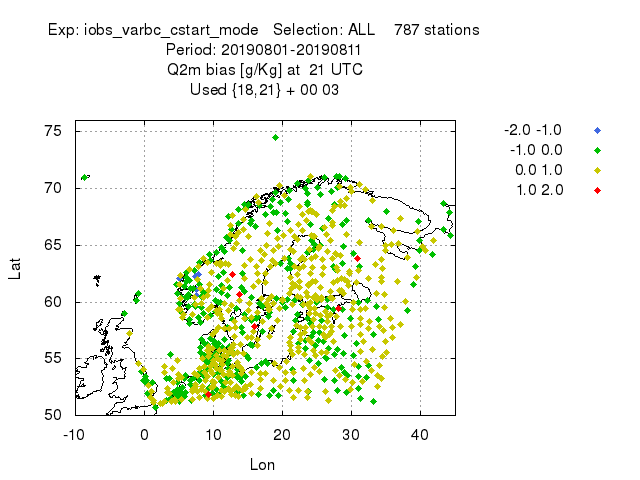 Exp: iobs_varbc_cstart_mode Selection: ALL 787 stations
Period: 20190801-20190811
Q2m bias [g/Kg] at 21 UTC
Used {18,21} + 00 03
-2.0 -1.0
-1.0 0.0
0.0 1.0
1.0 2.0
75
70
65
60
55
50
Lat
-10 0 10 20 30 40
Lon